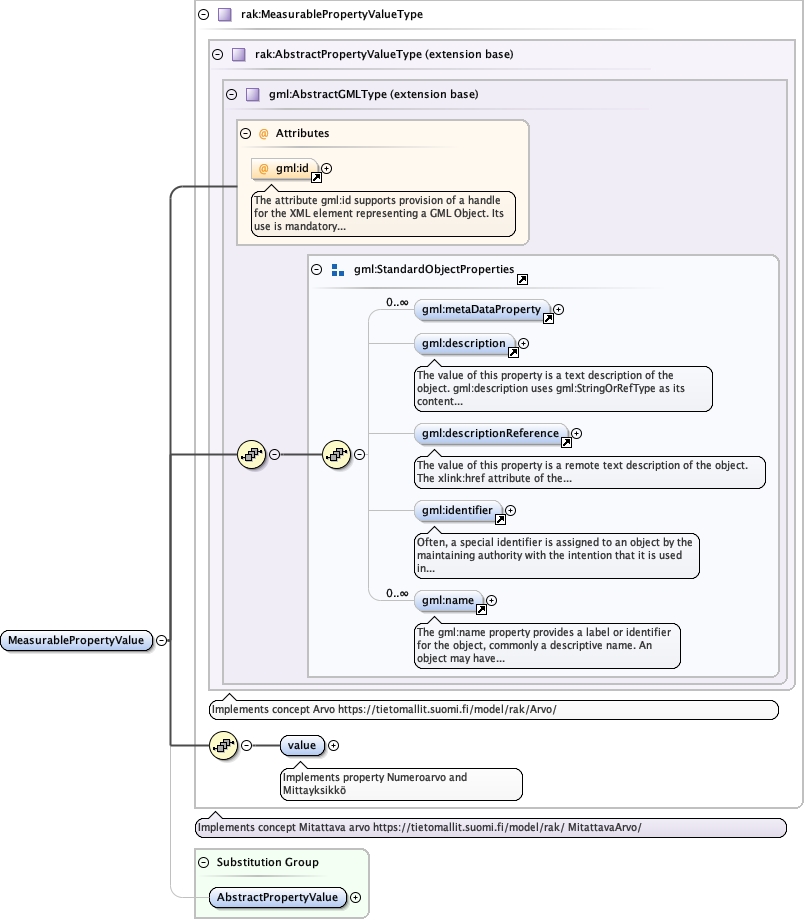 rak:MeasurablePropertyValueType
rak:AbstractPropertyValueType (extension base)
gml:AbstractGMLType (extension base)
@ Attributes
@ gml:id
The attribute gml:id supports provision of a handle
for the XML element representing a GML Object. Its
use is mandatory...
gml:StandardObjectProperties
0..∞
gml:metaDataProperty
gml:description
The value of this property is a text description of the
object. gml:description uses gml:StringOrRefType as its
content...
gml:descriptionReference
The value of this property is a remote text description of the object.
The xlink:href attribute of the...
gml:identifier
Often, a special identifier is assigned to an object by the
maintaining authority with the intention that it is used
in...
0..∞
gml:name
The gml:name property provides a label or identifier
for the object, commonly a descriptive name. An
object may have...
MeasurablePropertyValue
Implements concept Arvo https://tietomallit.suomi.fi/model/rak/Arvo/
value
Implements property Numeroarvo and
Mittayksikkö
Implements concept Mitattava arvo https://tietomallit.suomi.fi/model/rak/ MitattavaArvo/
Substitution Group
AbstractPropertyValue